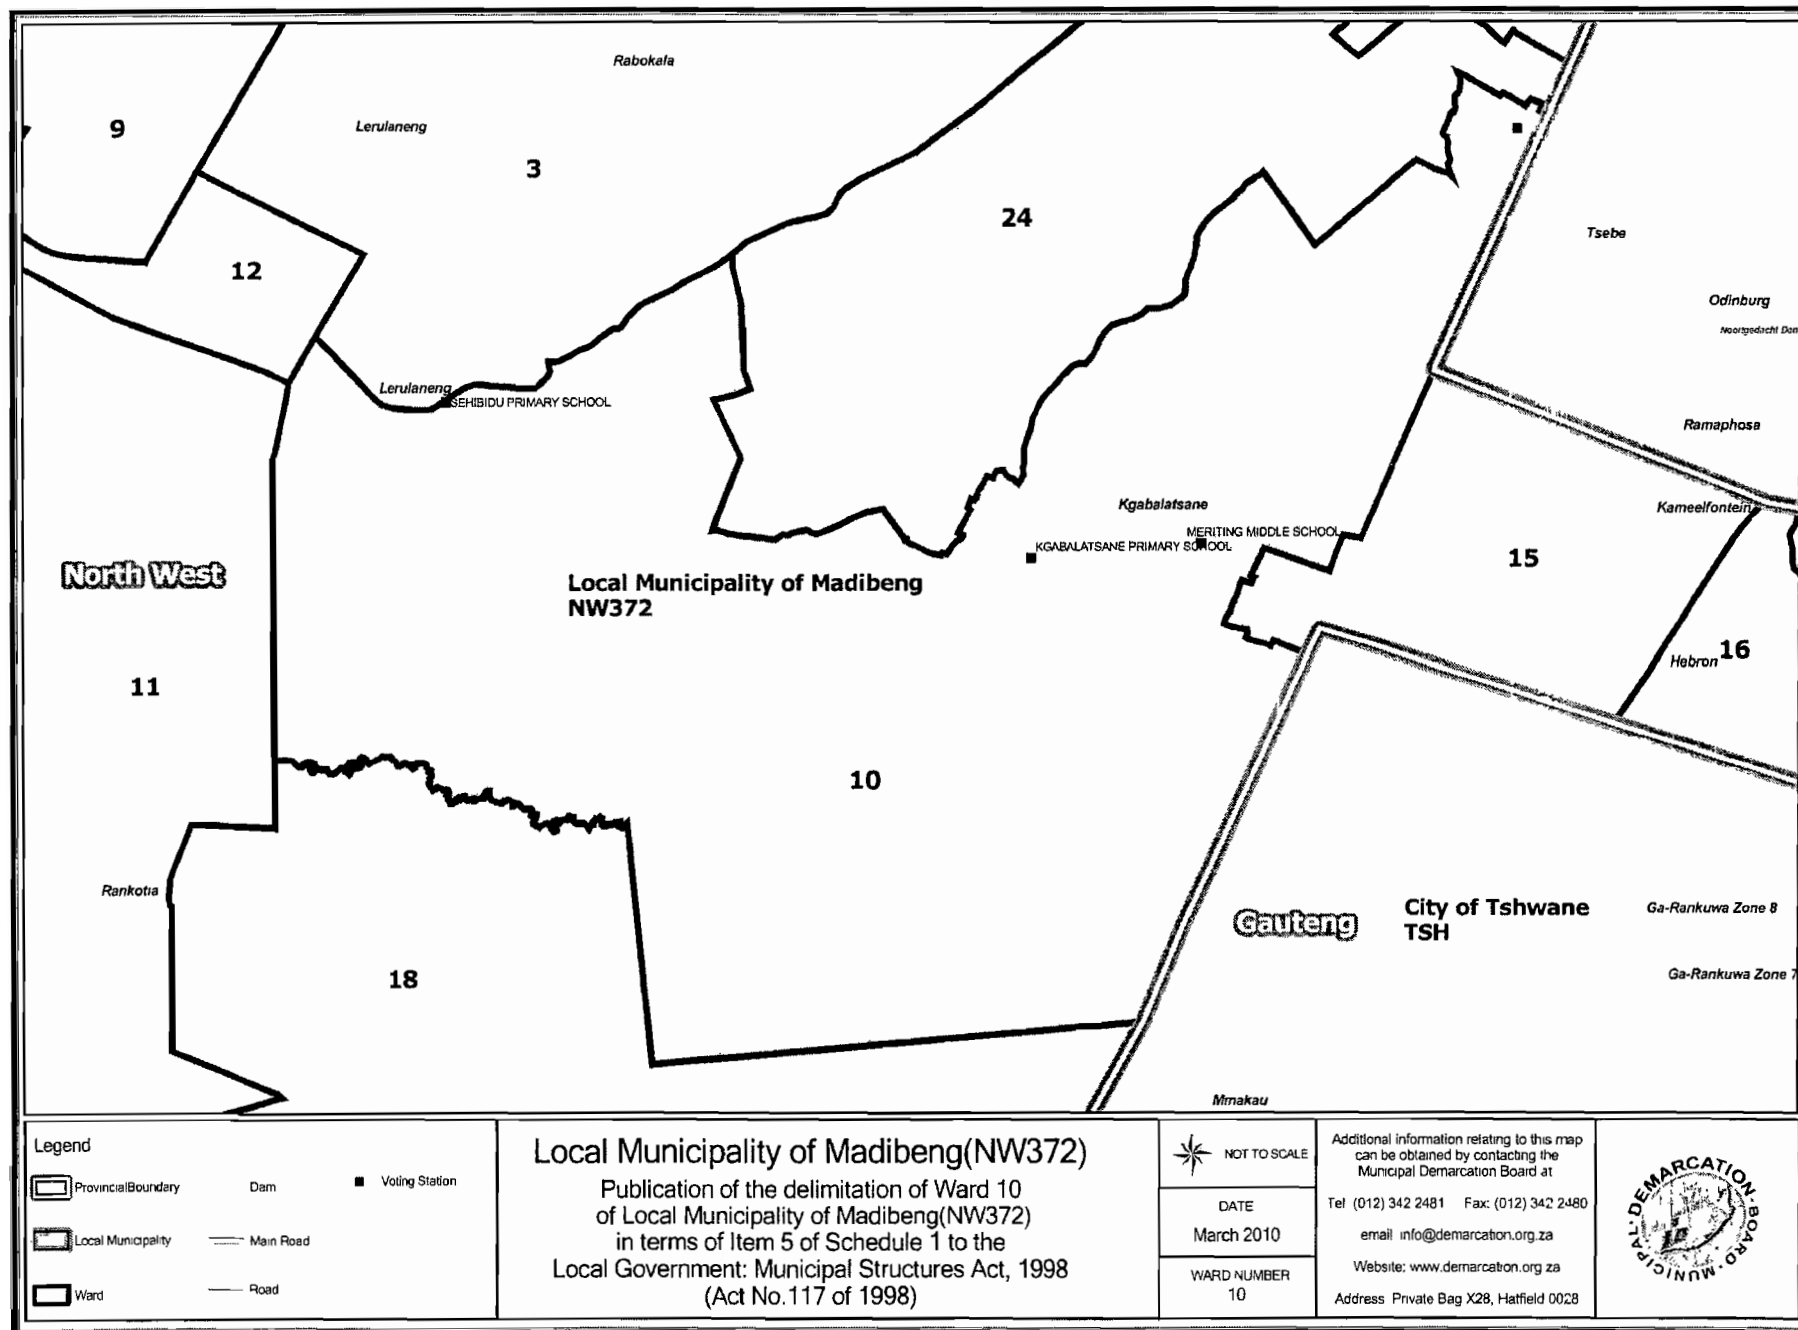 Rabokala
9
Lerulaneng
3
24
Tsebe
12
Odinburg
Lerulaneng
SEHIBIDU PRIMARY SCHOOL
Ramaphosa
Kgabalatsane
Kameelfontein
MERITING MIDDLE SCHOOL
KGABALATSANE PRIMARY SCHOOL
15
North West
Local Municipality of Madibeng
NW372
16
Hebron
11
10
Rankotia
Gauteng
City of Tshwane
TSH
Ga-Rankuwa Zone 8
Ga-Rankuwa Zone 7
18
Mmakau
Legend
ProvincialBoundary
Dam
Voting Station
Local Municipality
Main Road
Ward
Road
Local Municipality of Madibeng(NW372)
Publication of the delimitation of Ward 10
of Local Municipality of Madibeng(NW372)
in terms of Item 5 of Schedule 1 to the
Local Government: Municipal Structures Act, 1998
(Act No.117 of 1998)
NOT TO SCALE
DATE
March 2010
WARD NUMBER
10
Additional information relating to this map
can be obtained by contacting the
Municipal Demarcation Board at
Tel (012) 342 2481 Fax: (012) 342 2480
email info@demarcation.org.za
Website: www.demarcation.org za
Address Private Bag X28, Hatfield 0028
MUNICIPAL DEMARCATION BOARD